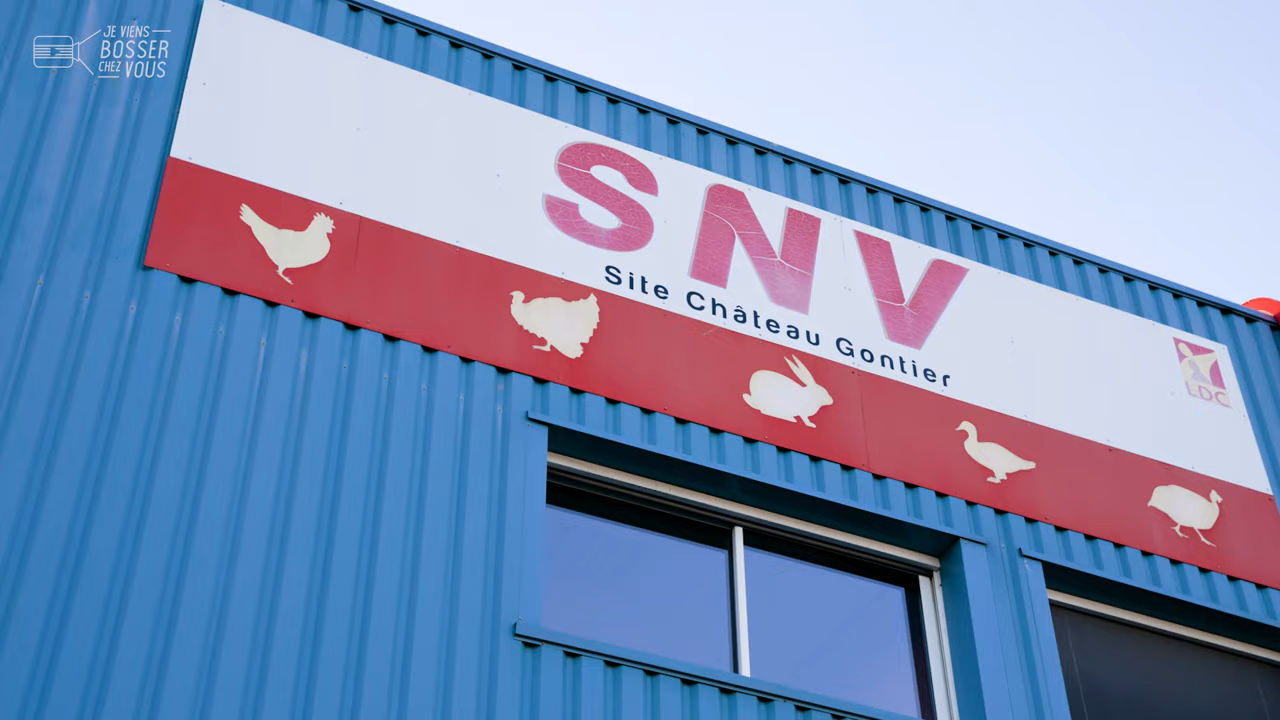 JE VIENS
BOSSER
CHEZ VOUS
SNV
Site Château Gontier
LDC